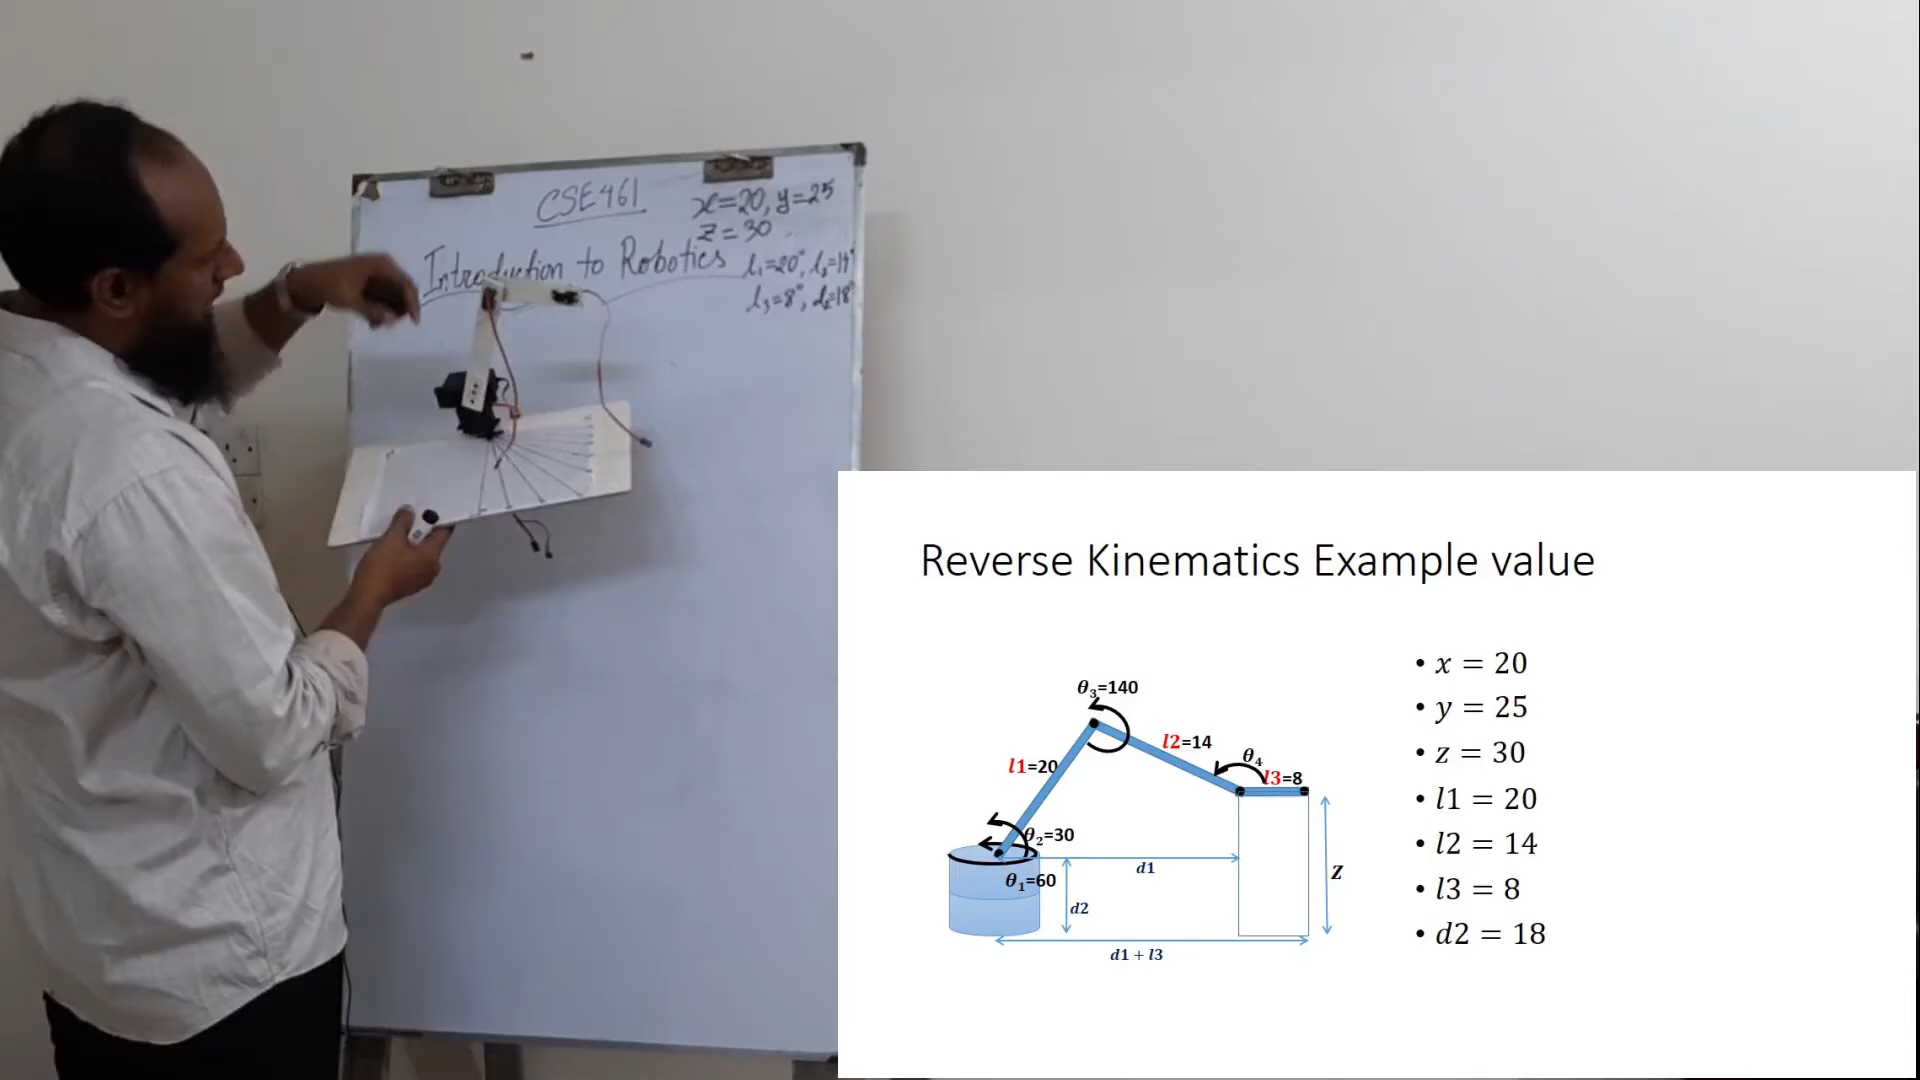 CSE461
x=20, y=25
z=30
Introduction to Robotics
l₁=20", l₂=14"
l₃=8", d₂=18"
Reverse Kinematics Example value
θ₃=140
l2=14
l1=20
θ₄
l3=8
θ₂=30
θ₁=60
d1
d2
z
d1 + l3
• x = 20
• y = 25
• z = 30
• l1 = 20
• l2 = 14
• l3 = 8
• d2 = 18